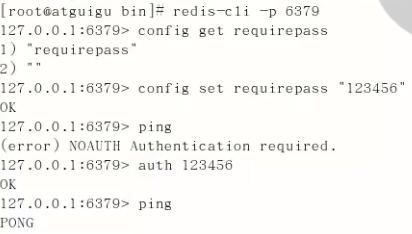 [root@atguigu bin]# redis-cli -p 6379
127.0.0.1:6379> config get requirepass
1) "requirepass"
2) ""
127.0.0.1:6379> config set requirepass "123456"
OK
127.0.0.1:6379> ping
(error) NOAUTH Authentication required.
127.0.0.1:6379> auth 123456
OK
127.0.0.1:6379> ping
PONG